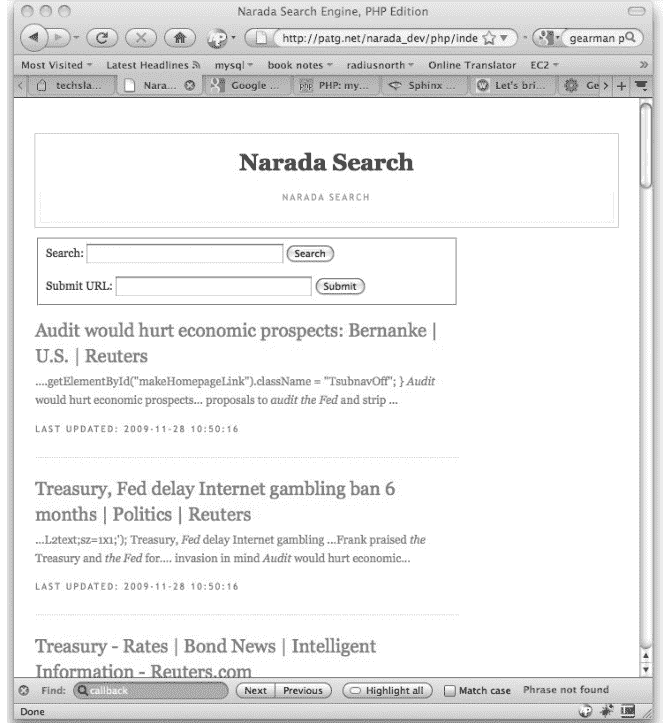 Narada Search Engine, PHP Edition
http://patg.net/narada_dev/php/inde
gearman p
Most Visited
Latest Headlines
mysql
book notes
radiusnorth
Online Translator
EC2
»
techsla...
Nara...
Google ...
PHP: my...
Sphinx ...
Let's bri...
Ge
Narada Search
NARADA SEARCH
Search:
Search
Submit URL:
Submit
Audit would hurt economic prospects: Bernanke |
U.S. | Reuters
....getElementById("makeHomepageLink").className = "TsubnavOff"; } Audit
would hurt economic prospects... proposals to audit the Fed and strip ...
LAST UPDATED: 2009-11-28 10:50:16
Treasury, Fed delay Internet gambling ban 6
months | Politics | Reuters
...L2text;sz=1x1;'); Treasury, Fed delay Internet gambling ...Frank praised the
Treasury and the Fed for.... invasion in mind Audit would hurt economic...
LAST UPDATED: 2009-11-28 10:50:16
Treasury - Rates | Bond News | Intelligent
Information - Reuters.com
Find:
callback
Next
Previous
Highlight all
Match case
Phrase not found
Done